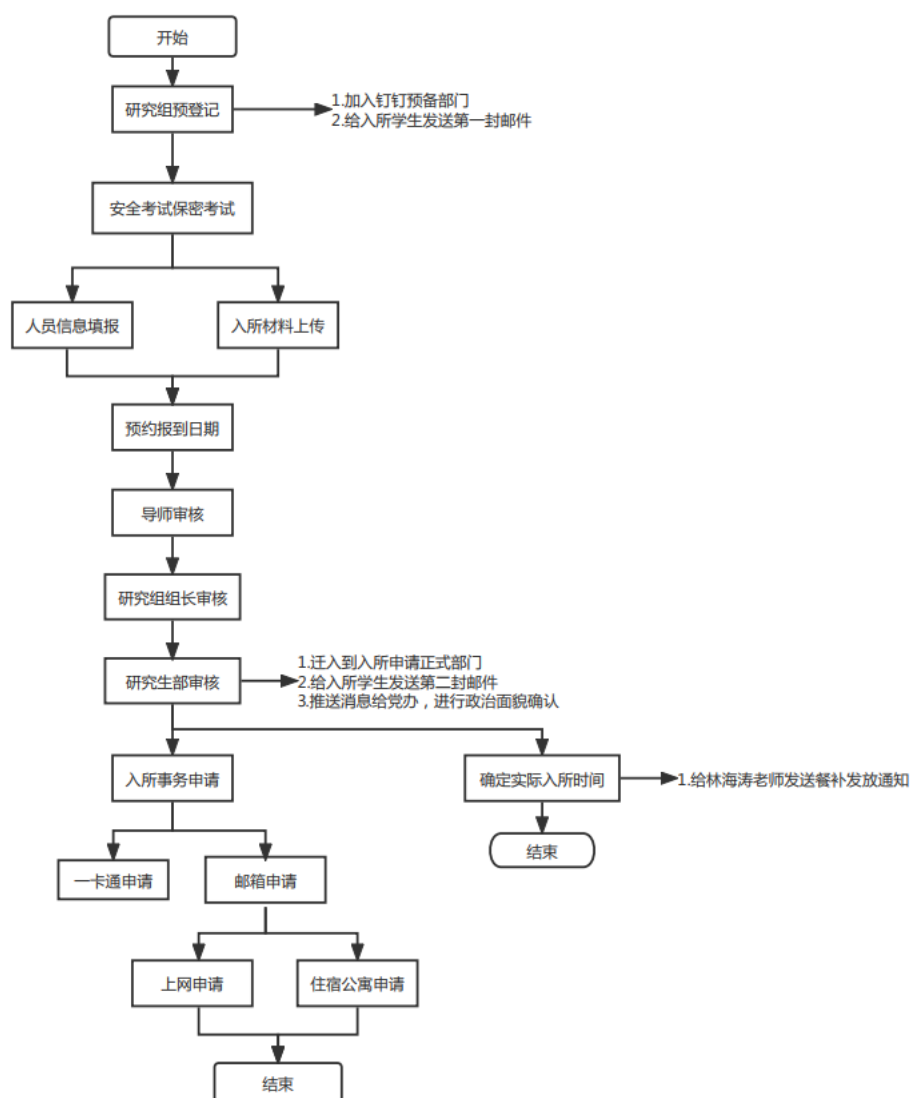 开始
研究组预登记
1.加入钉钉预备部门
2.给入所学生发送第一封邮件
安全考试保密考试
人员信息填报
入所材料上传
预约报到日期
导师审核
研究组组长审核
研究生部审核
1.迁入到入所申请正式部门
2.给入所学生发送第二封邮件
3.推送消息给党办，进行政治面貌确认
入所事务申请
确定实际入所时间
1.给林海涛老师发送餐补发放通知
结束
一卡通申请
邮箱申请
上网申请
住宿公寓申请
结束